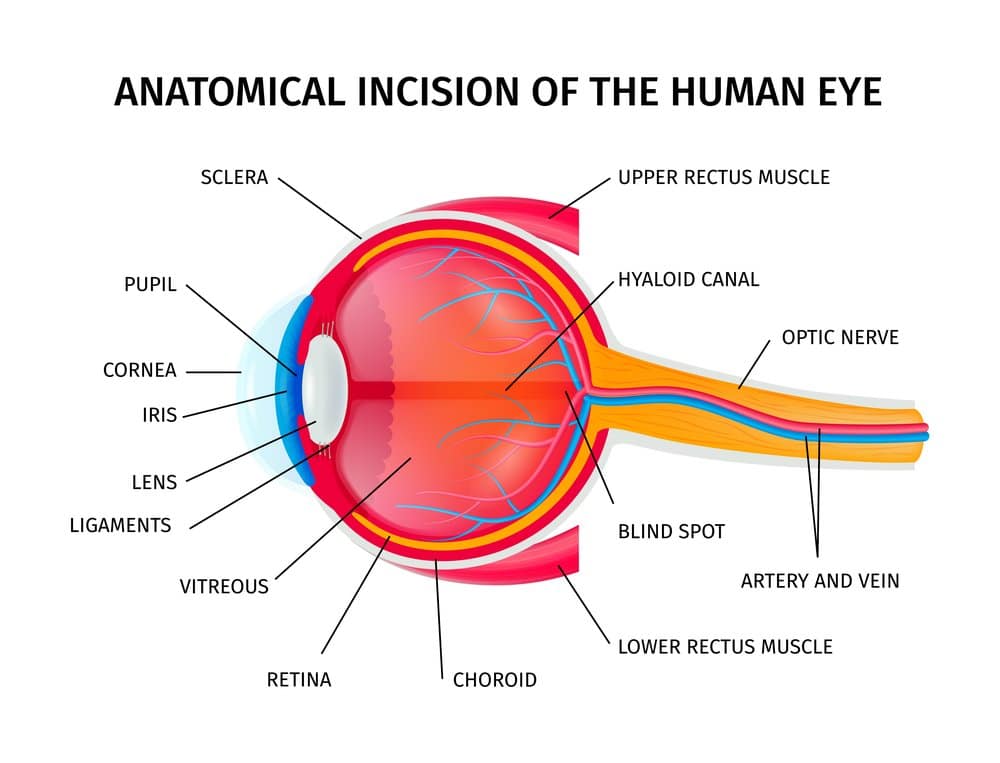 ANATOMICAL INCISION OF THE HUMAN EYE
SCLERA
UPPER RECTUS MUSCLE
PUPIL
HYALOID CANAL
OPTIC NERVE
CORNEA
IRIS
LENS
LIGAMENTS
BLIND SPOT
VITREOUS
ARTERY AND VEIN
LOWER RECTUS MUSCLE
RETINA
CHOROID